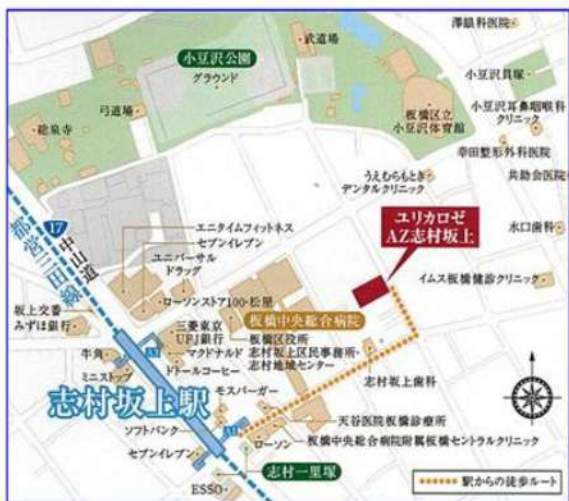 澤眼科医院
武道場
小豆沢公園
グラウンド
小豆沢貝塚
弓道場
板橋区立
小豆沢体育館
小豆沢耳鼻咽喉科
クリニック
総泉寺
幸田整形外科医院
うえむらもとき
デンタルクリニック
共助会医院
ユリカロゼ
AZ志村坂上
水口歯科
17
中山道
都営三田線
ユニタイムフィットネス
セブンイレブン
ユニバーサル
ドラッグ
イムス板橋健診クリニック
ローソンストア100・松屋
坂上交番
みずほ銀行
板橋中央総合病院
三菱東京
UFJ銀行
板橋区役所
志村坂上区民事務所・
志村地域センター
牛角
マクドナルド
ドトールコーヒー
ミニストップ
志村坂上歯科
志村坂上駅
モスバーガー
天谷医院板橋診療所
ソフトバンク
A1
ローソン
板橋中央総合病院附属板橋セントラルクリニック
セブンイレブン
志村一里塚
ESSO
駅からの徒歩ルート